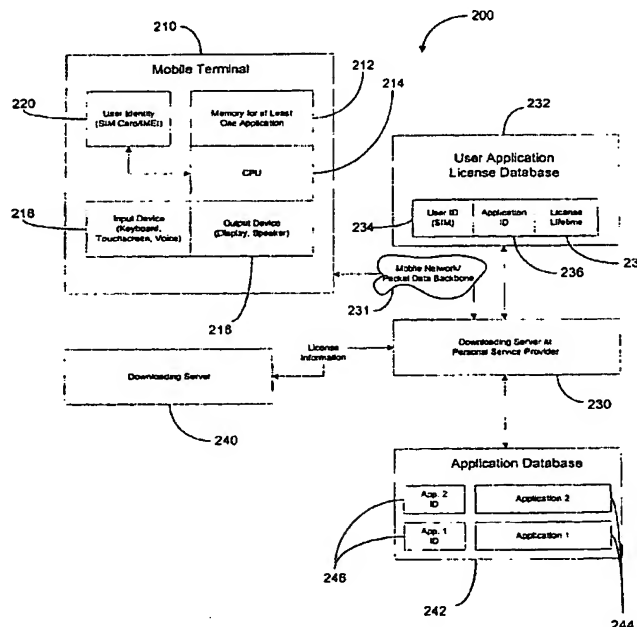 200
210
Mobile Terminal
212
214
220
User Identity
(SIM Card/IMEI)
Memory for at Least
One Application
CPU
232
User Application
License Database
218
Input Device
(Keyboard,
Touchscreen, Voice)
Output Device
(Display, Speaker)
234
User ID
(SIM)
Application
ID
License
Lifetime
23
236
216
Mobile Network/
Packet Data Backbone
231
License
Information
Downloading Server
Downloading Server At
Personal Service
Provider
240
230
Application Database
App. 2
ID
Application 2
App. 1
ID
Application 1
246
242
244